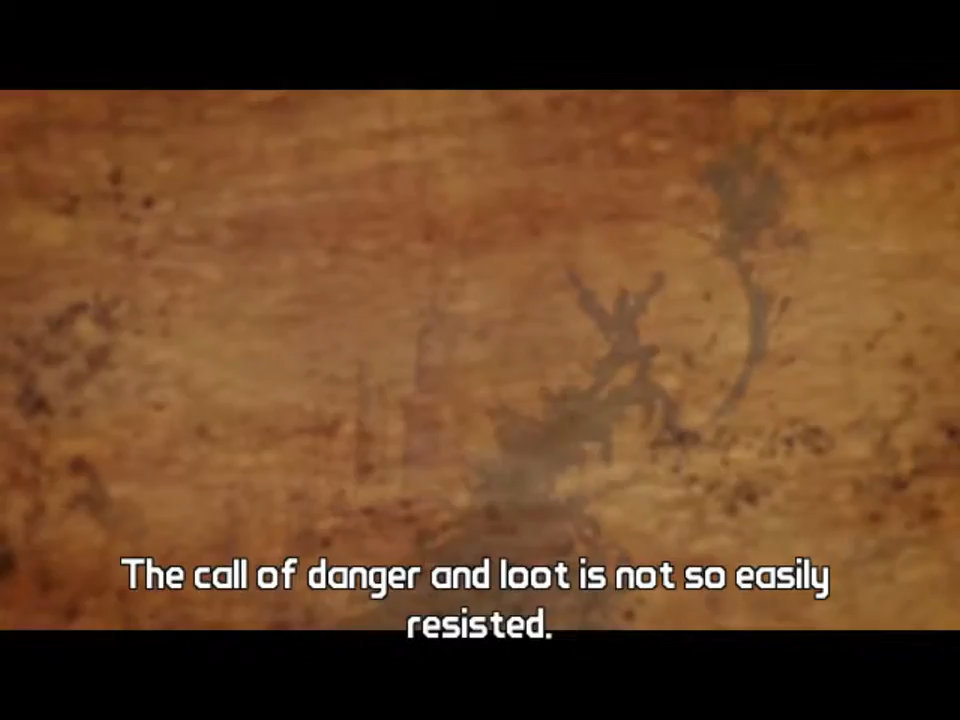 The call of danger and loot is not so easily
resisted.